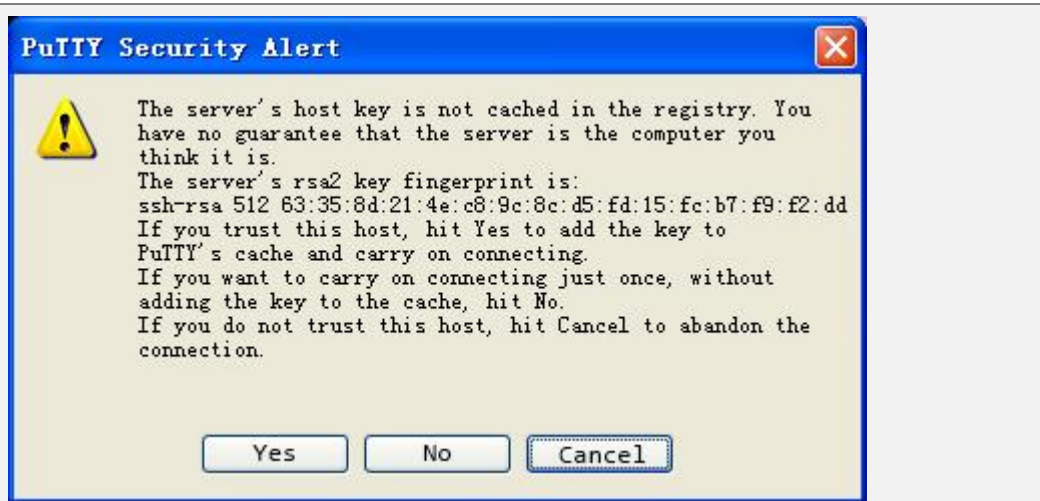 PuTTY Security Alert
The server's host key is not cached in the registry. You
have no guarantee that the server is the computer you
think it is.
The server's rsa2 key fingerprint is:
ssh-rsa 512 63:35:8d:21:4e:c8:9c:8c:d5:fd:15:fc:b7:f9:f2:dd
If you trust this host, hit Yes to add the key to
PuTTY's cache and carry on connecting.
If you want to carry on connecting just once, without
adding the key to the cache, hit No.
If you do not trust this host, hit Cancel to abandon the
connection.
Yes No Cancel